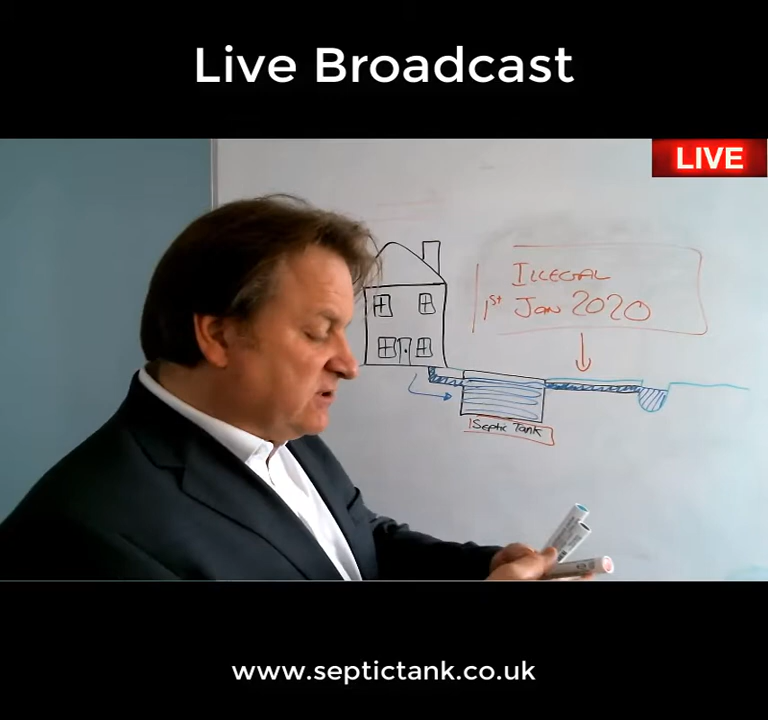 Live Broadcast
LIVE
Illegal
1st Jan 2020
Septic Tank
www.septictank.co.uk